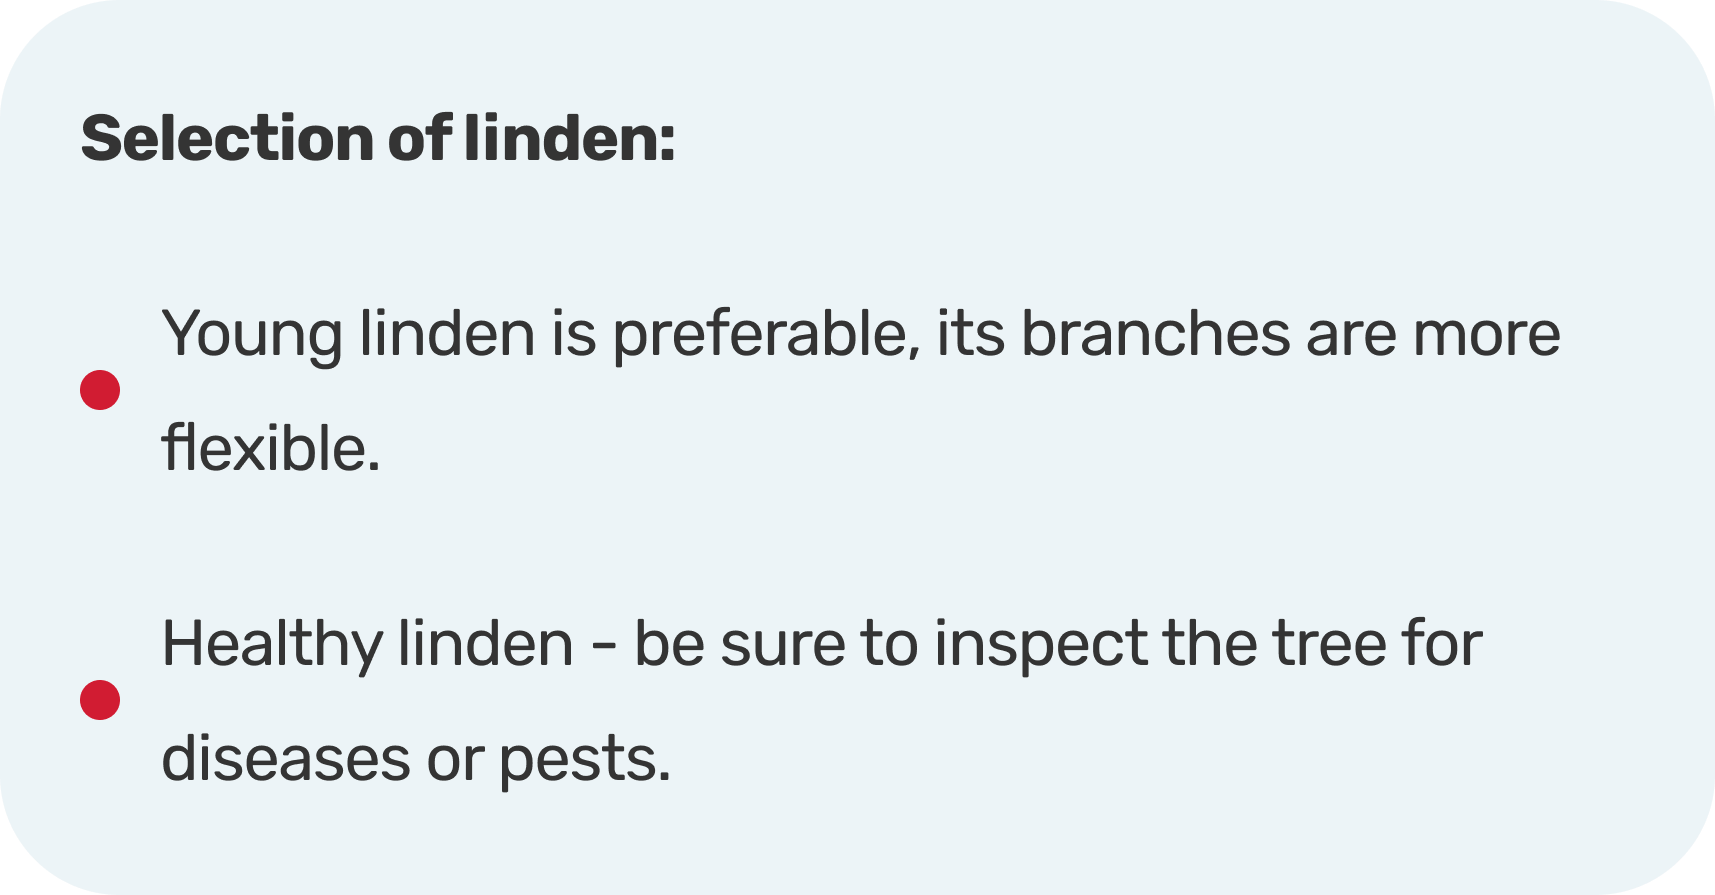 Selection of linden:
Young linden is preferable, its branches are more
flexible.
Healthy linden - be sure to inspect the tree for
diseases or pests.